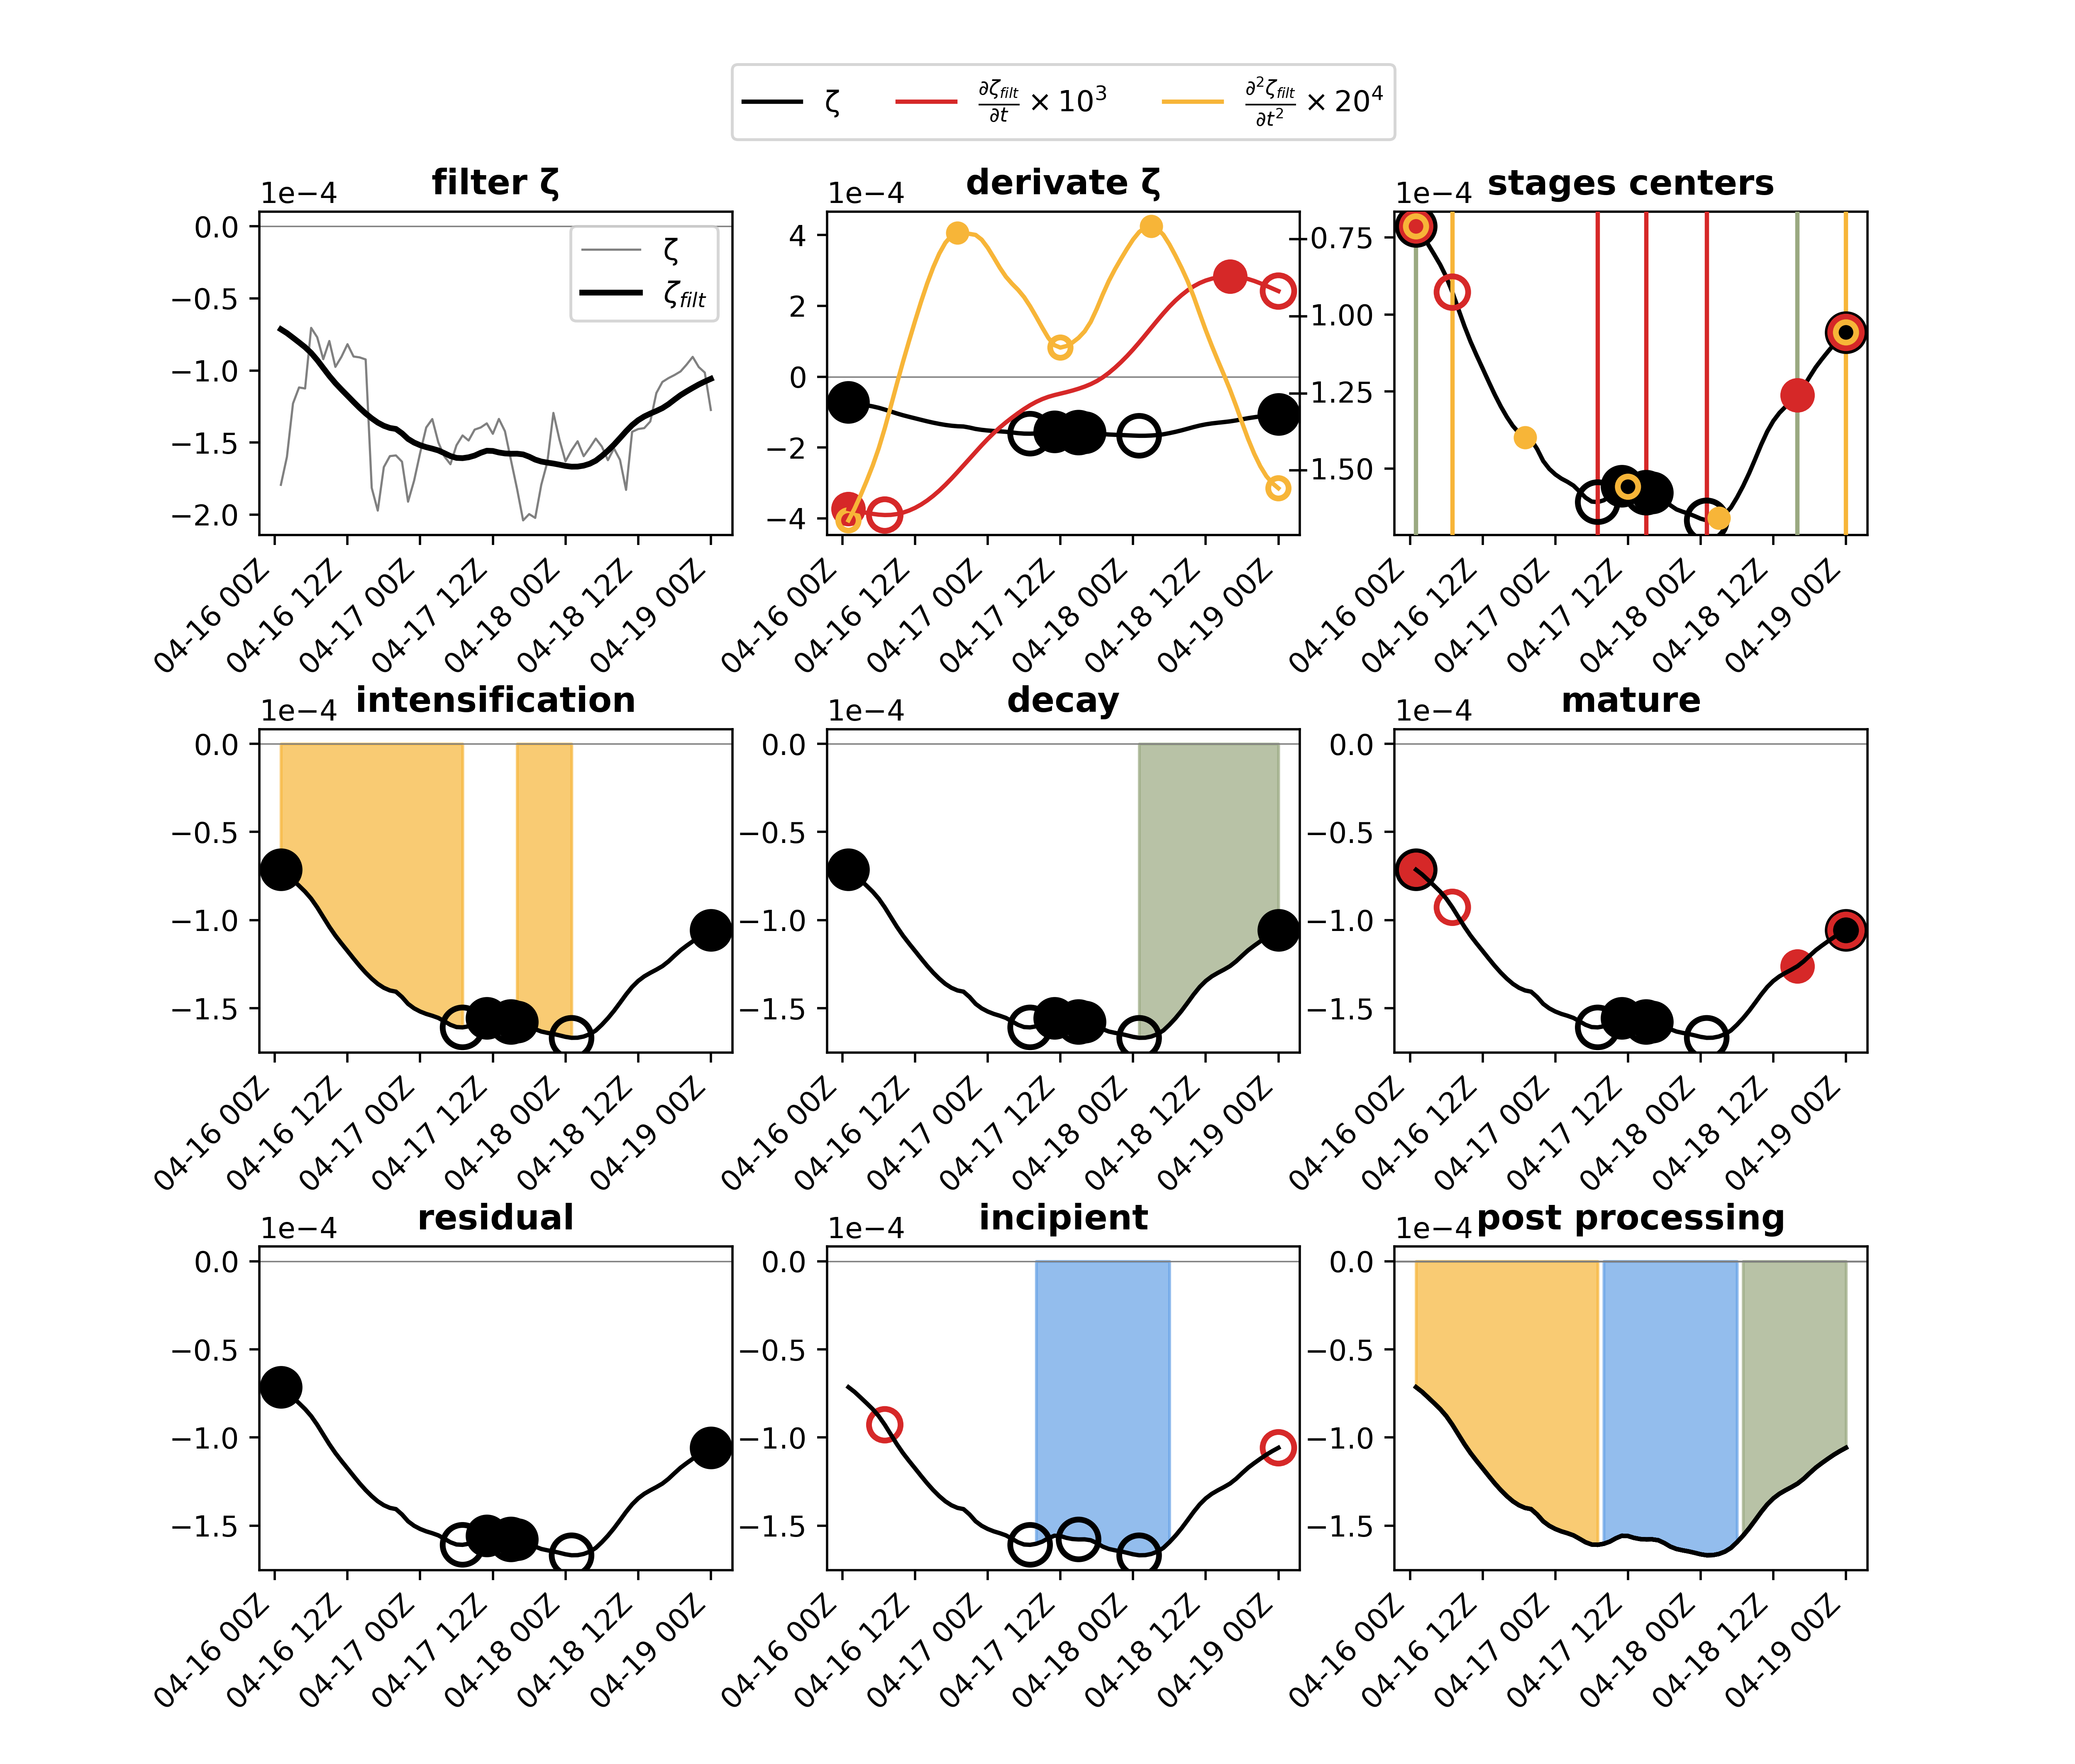 ζ ∂ζfilt/∂t × 10³ ∂²ζfilt/∂t² × 20⁴
filter ζ
1e−4
0.0
−0.5
−1.0
−1.5
−2.0
ζ
ζfilt
04-16 00Z
04-16 12Z
04-17 00Z
04-17 12Z
04-18 00Z
04-18 12Z
04-19 00Z
derivate ζ
1e−4
4
2
0
−2
−4
04-16 00Z
04-16 12Z
04-17 00Z
04-17 12Z
04-18 00Z
04-18 12Z
04-19 00Z
stages centers
1e−4
−0.75
−1.00
−1.25
−1.50
04-16 00Z
04-16 12Z
04-17 00Z
04-17 12Z
04-18 00Z
04-18 12Z
04-19 00Z
intensification
1e−4
0.0
−0.5
−1.0
−1.5
04-16 00Z
04-16 12Z
04-17 00Z
04-17 12Z
04-18 00Z
04-18 12Z
04-19 00Z
decay
1e−4
0.0
−0.5
−1.0
−1.5
04-16 00Z
04-16 12Z
04-17 00Z
04-17 12Z
04-18 00Z
04-18 12Z
04-19 00Z
mature
1e−4
0.0
−0.5
−1.0
−1.5
04-16 00Z
04-16 12Z
04-17 00Z
04-17 12Z
04-18 00Z
04-18 12Z
04-19 00Z
residual
1e−4
0.0
−0.5
−1.0
−1.5
04-16 00Z
04-16 12Z
04-17 00Z
04-17 12Z
04-18 00Z
04-18 12Z
04-19 00Z
incipient
1e−4
0.0
−0.5
−1.0
−1.5
04-16 00Z
04-16 12Z
04-17 00Z
04-17 12Z
04-18 00Z
04-18 12Z
04-19 00Z
post processing
1e−4
0.0
−0.5
−1.0
−1.5
04-16 00Z
04-16 12Z
04-17 00Z
04-17 12Z
04-18 00Z
04-18 12Z
04-19 00Z